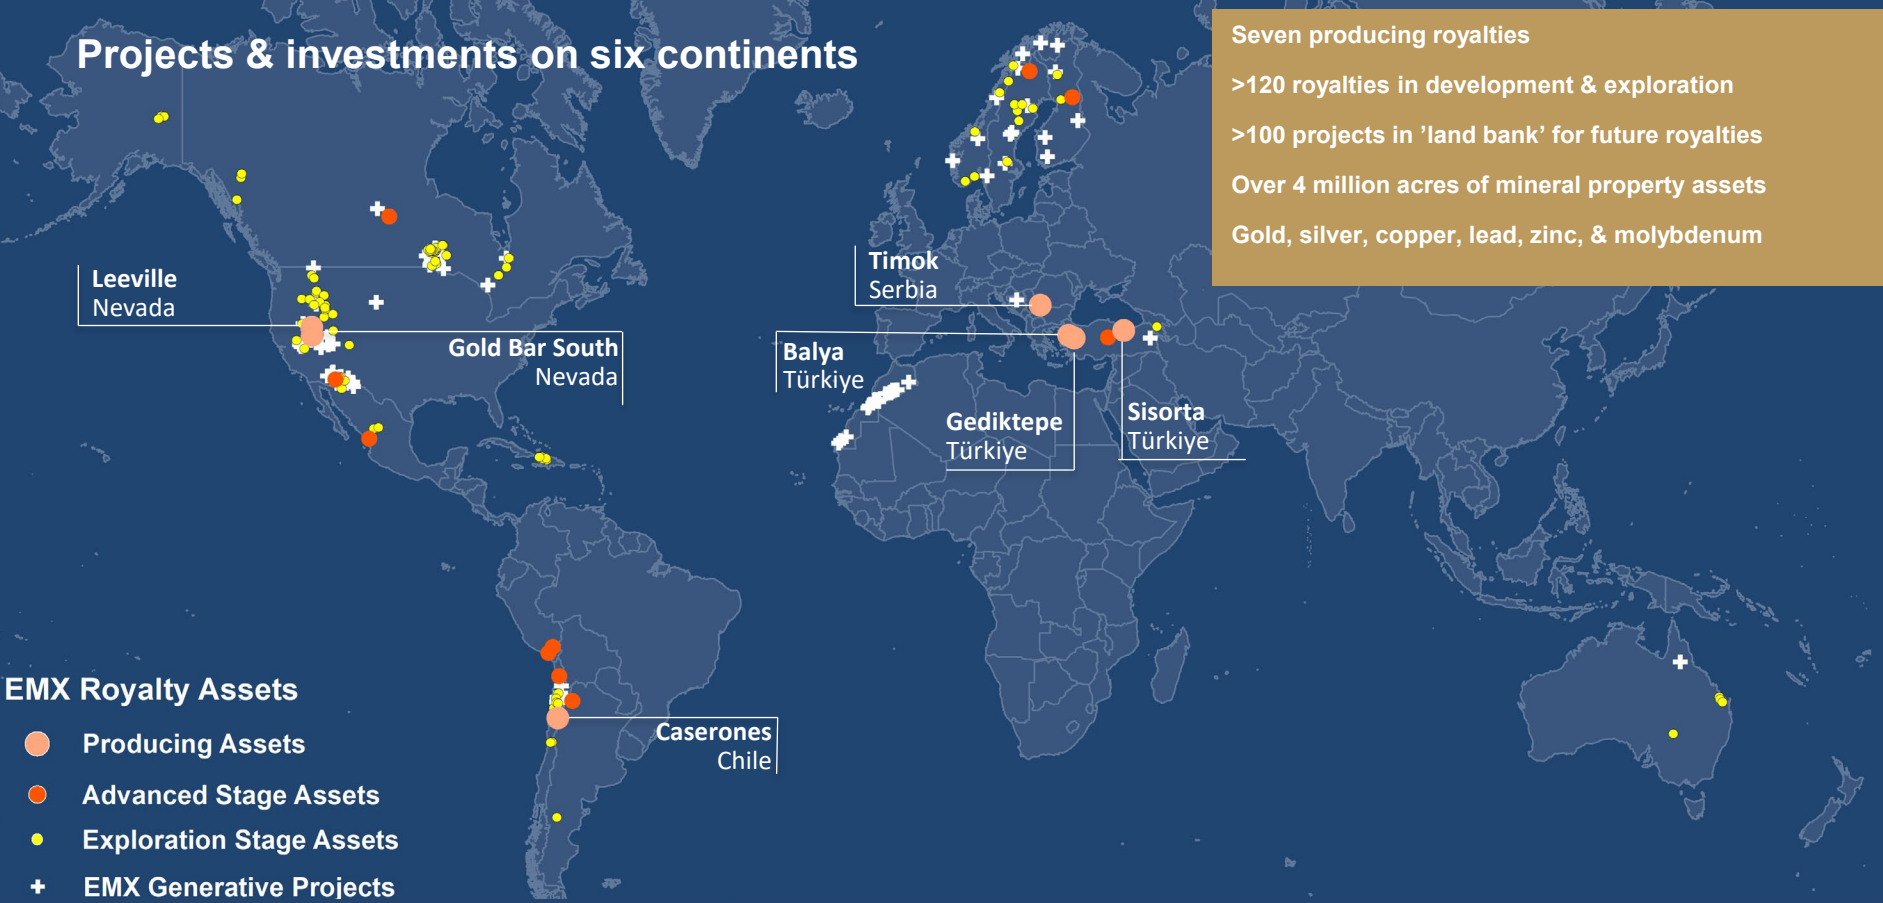 Projects & investments on six continents
Seven producing royalties
>120 royalties in development & exploration
>100 projects in ’land bank’ for future royalties
Over 4 million acres of mineral property assets
Gold, silver, copper, lead, zinc, & molybdenum
Leeville
Nevada
Gold Bar South
Nevada
Timok
Serbia
Balya
Türkiye
Gediktepe
Türkiye
Sisorta
Türkiye
Caserones
Chile
EMX Royalty Assets
Producing Assets
Advanced Stage Assets
Exploration Stage Assets
EMX Generative Projects